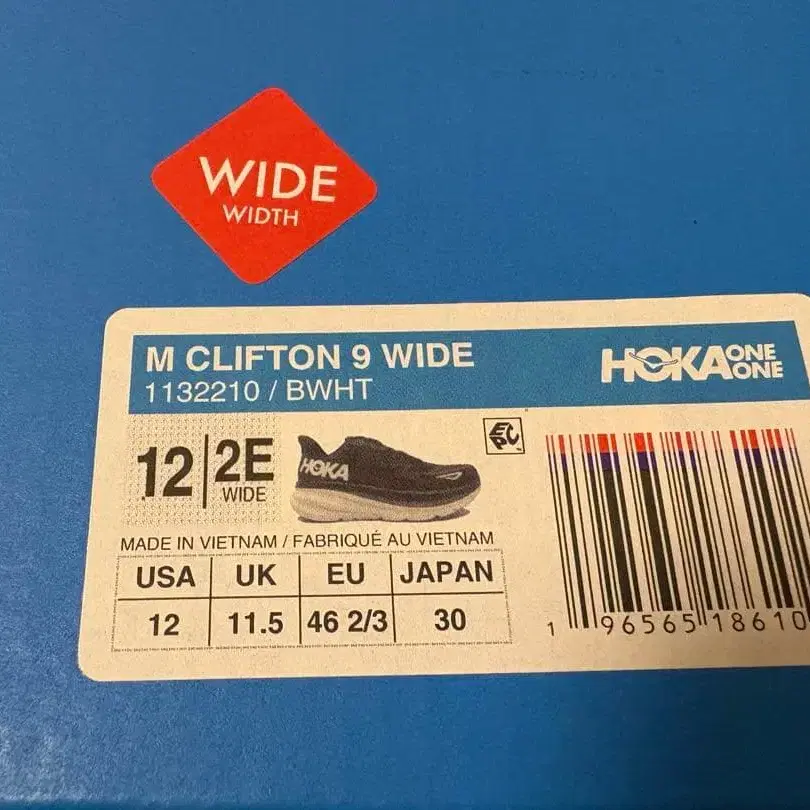 WIDE
WIDTH
M CLIFTON 9 WIDE
1132210 / BWHT
HOKA ONE ONE
12 2E
WIDE
HOKA
EPC
MADE IN VIETNAM / FABRIQUÉ AU VIETNAM
USA UK EU JAPAN
12 11.5 46 2/3 30
1 96565 18610